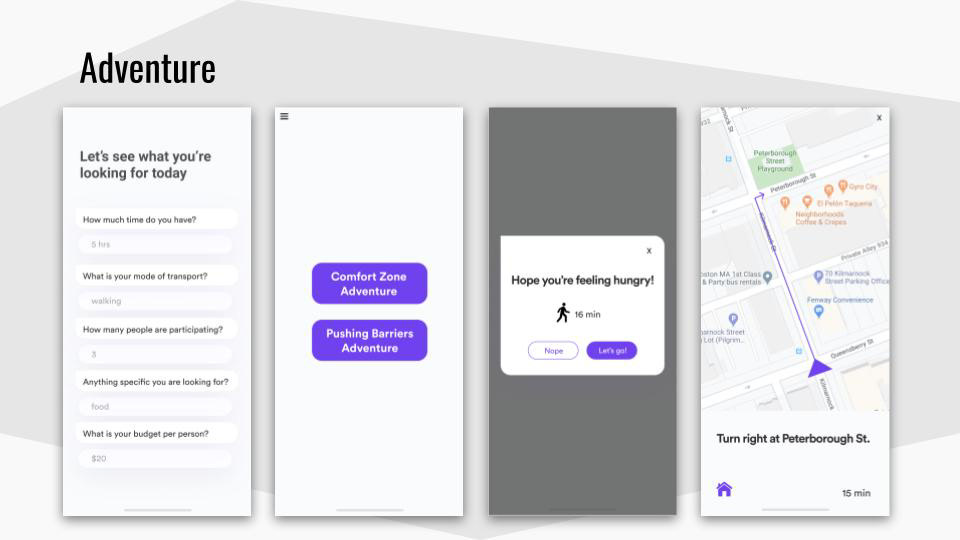 Adventure
Let's see what you're
looking for today
How much time do you have?
5 hrs
What is your mode of transport?
walking
How many people are participating?
3
Anything specific you are looking for?
food
What is your budget per person?
$20
Comfort Zone
Adventure
Pushing Barriers
Adventure
x
Hope you're feeling hungry!
16 min
Nope
Let's go!
x
Peterborough
Street
Playground
Peterborough St
Gyro City
El Pelón Taqueria
Neighborhoods
Coffee & Crepes
Kilmarnock St
Private Alley 934
oston MA 1st Class
& Party bus rentals
70 Kilmarnock
Street Parking Office
Fenway Convenience
P
P
arnock Street
Lot (Pilgrim...
Queensberry St
Kilmarnock
Turn right at Peterborough St.
15 min